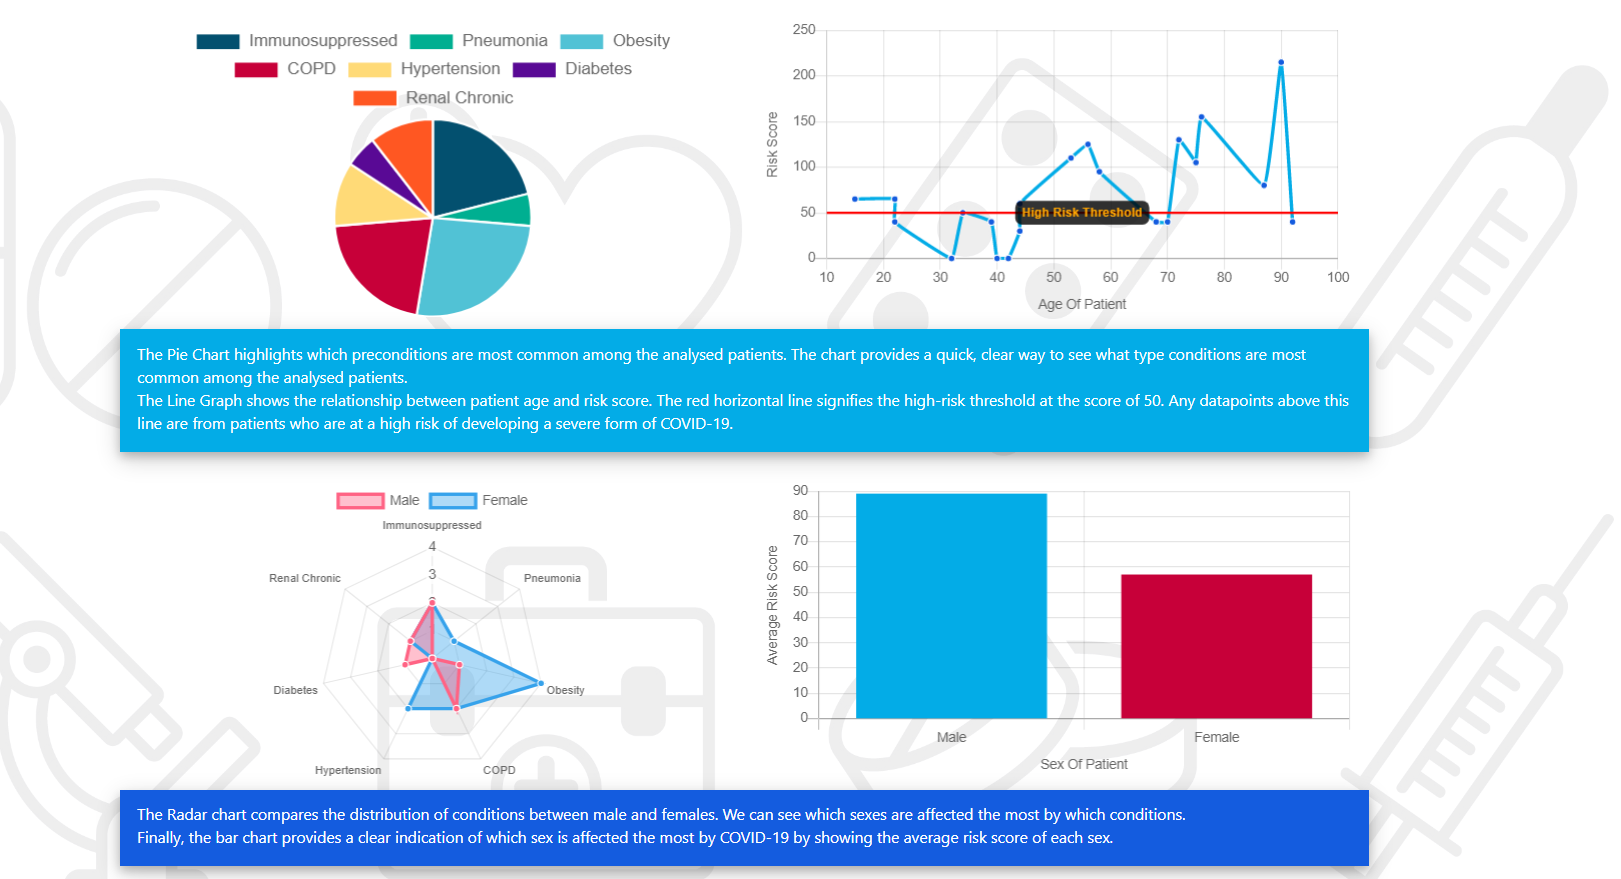 Immunosuppressed Pneumonia Obesity
COPD Hypertension Diabetes
Renal Chronic
250
200
150
100
50
0
Risk Score
High Risk Threshold
10 20 30 40 50 60 70 80 90 100
Age Of Patient
The Pie Chart highlights which preconditions are most common among the analysed patients. The chart provides a quick, clear way to see what type conditions are most
common among the analysed patients.
The Line Graph shows the relationship between patient age and risk score. The red horizontal line signifies the high-risk threshold at the score of 50. Any datapoints above this
line are from patients who are at a high risk of developing a severe form of COVID-19.
Male Female
Immunosuppressed
4
3
Renal Chronic
Pneumonia
Diabetes
Obesity
Hypertension
COPD
90
80
70
60
50
40
30
20
10
0
Average Risk Score
Male Female
Sex Of Patient
The Radar chart compares the distribution of conditions between male and females. We can see which sexes are affected the most by which conditions.
Finally, the bar chart provides a clear indication of which sex is affected the most by COVID-19 by showing the average risk score of each sex.